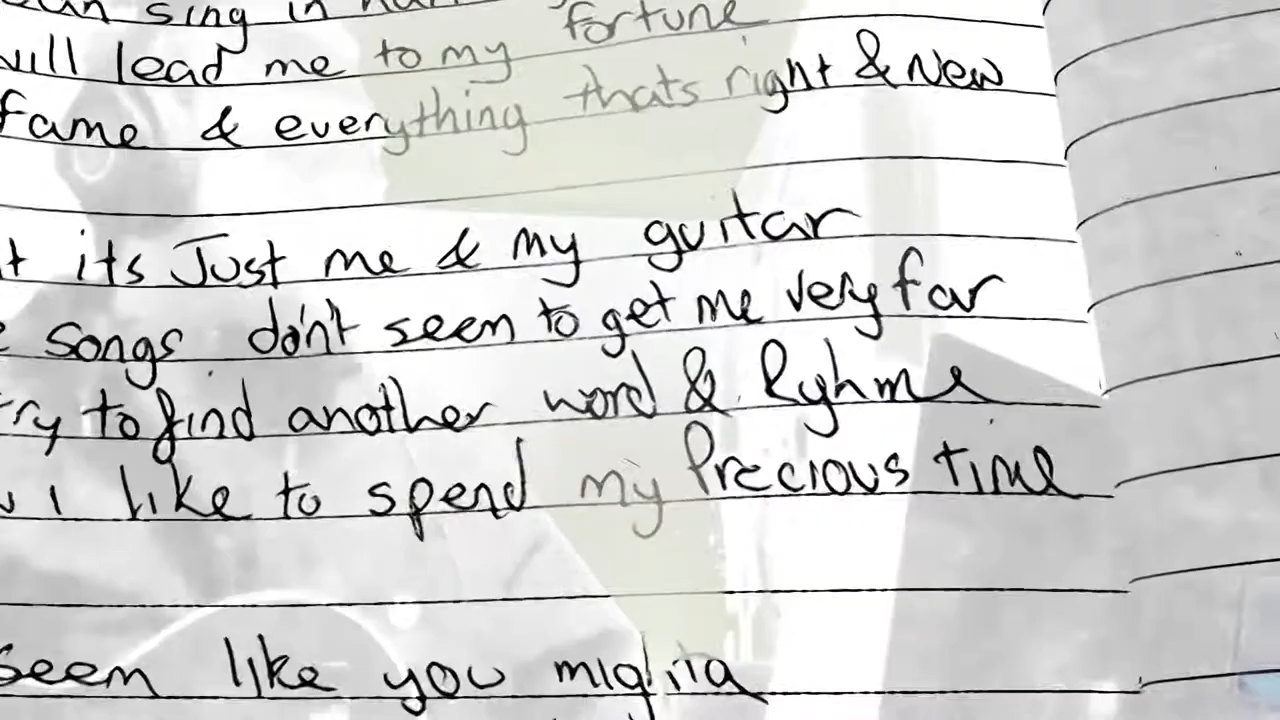 sing in
will lead me to my fortune
fame & everything thats right & New
its Just me & my guitar
songs don't seen to get me very far
try to find another word & Ryhme
I like to spend my Precious time
seem like you